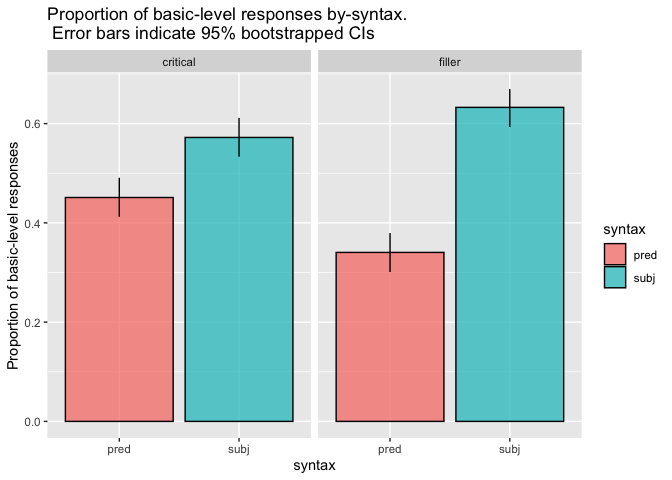 Proportion of basic-level responses by-syntax.
Error bars indicate 95% bootstrapped CIs
critical
filler
Proportion of basic-level responses
0.6
0.4
0.2
0.0
pred
subj
pred
subj
syntax
syntax
pred
subj